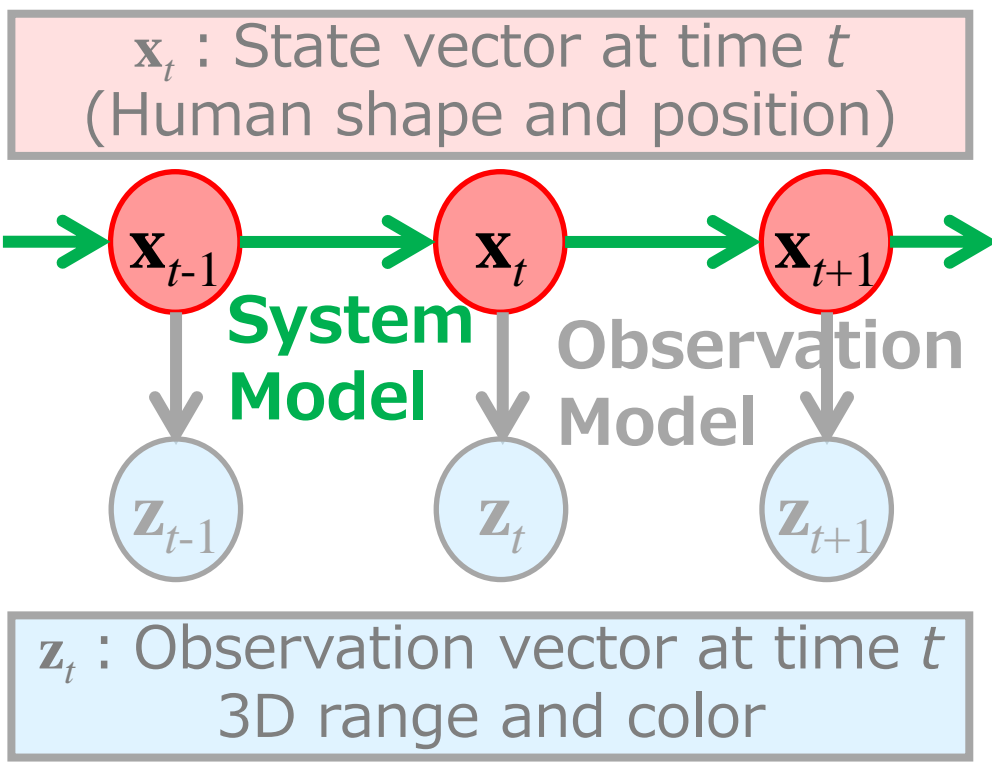 𝐱ₜ : State vector at time t
(Human shape and position)
𝐱ₜ₋₁ 𝐱ₜ 𝐱ₜ₊₁
System
Model
Observation
Model
𝐳ₜ₋₁ 𝐳ₜ 𝐳ₜ₊₁
𝐳ₜ : Observation vector at time t
3D range and color